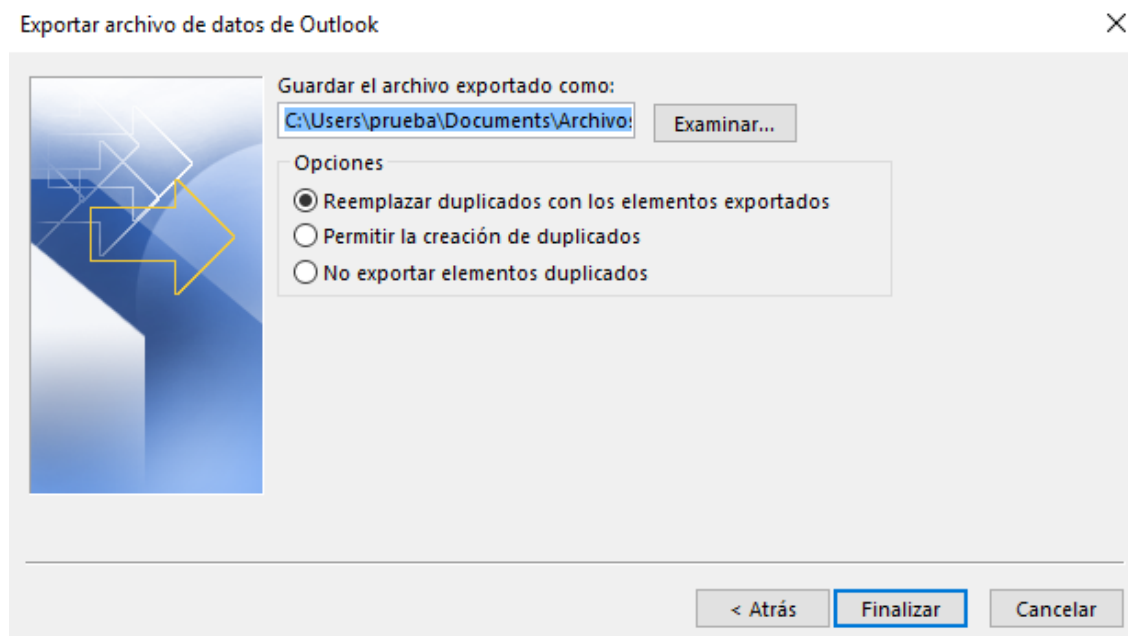 Exportar archivo de datos de Outlook
Guardar el archivo exportado como:
C:\Users\prueba\Documents\Archivos
Examinar...
Opciones
Reemplazar duplicados con los elementos exportados
Permitir la creación de duplicados
No exportar elementos duplicados
< Atrás
Finalizar
Cancelar